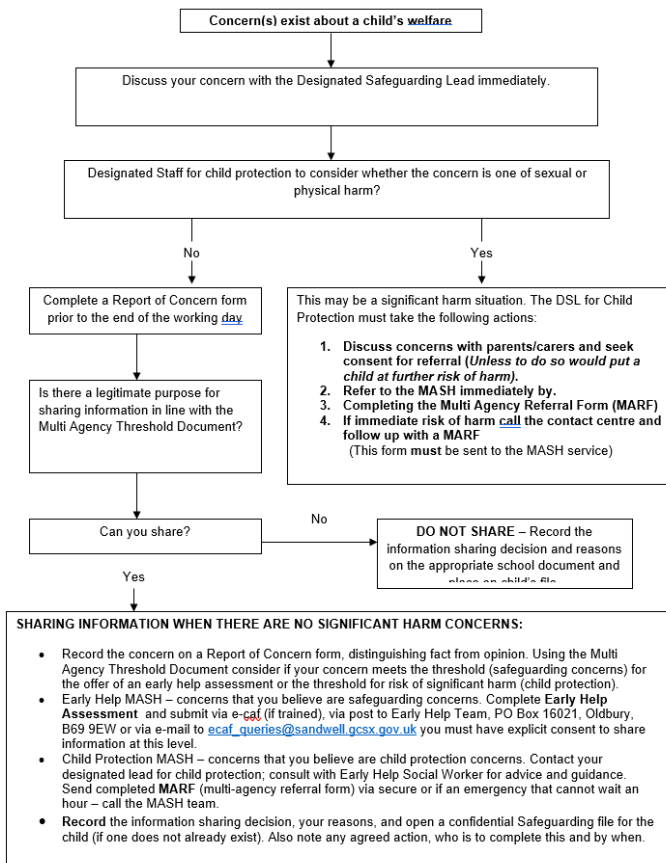 Concern(s) exist about a child's welfare
Discuss your concern with the Designated Safeguarding Lead immediately.
Designated Staff for child protection to consider whether the concern is one of sexual or
physical harm?
No
Yes
Complete a Report of Concern form
prior to the end of the working day
This may be a significant harm situation. The DSL for Child
Protection must take the following actions:
1. Discuss concerns with parents/carers and seek
consent for referral (Unless to do so would put a
child at further risk of harm).
2. Refer to the MASH immediately by.
3. Completing the Multi Agency Referral Form (MARF)
4. If immediate risk of harm call the contact centre and
follow up with a MARF
(This form must be sent to the MASH service)
Is there a legitimate purpose for
sharing information in line with the
Multi Agency Threshold Document?
Can you share?
No
DO NOT SHARE – Record the
information sharing decision and reasons
on the appropriate school document and
place on child's file
Yes
SHARING INFORMATION WHEN THERE ARE NO SIGNIFICANT HARM CONCERNS:
• Record the concern on a Report of Concern form, distinguishing fact from opinion. Using the Multi
Agency Threshold Document consider if your concern meets the threshold (safeguarding concerns) for
the offer of an early help assessment or the threshold for risk of significant harm (child protection).
• Early Help MASH – concerns that you believe are safeguarding concerns. Complete Early Help
Assessment and submit via e-caf (if trained), via post to Early Help Team, PO Box 16021, Oldbury,
B69 9EW or via e-mail to ecaf_queries@sandwell.gcsx.gov.uk you must have explicit consent to share
information at this level.
• Child Protection MASH – concerns that you believe are child protection concerns. Contact your
designated lead for child protection; consult with Early Help Social Worker for advice and guidance.
Send completed MARF (multi-agency referral form) via secure or if an emergency that cannot wait an
hour – call the MASH team.
• Record the information sharing decision, your reasons, and open a confidential Safeguarding file for
the child (if one does not already exist). Also note any agreed action, who is to complete this and by when.